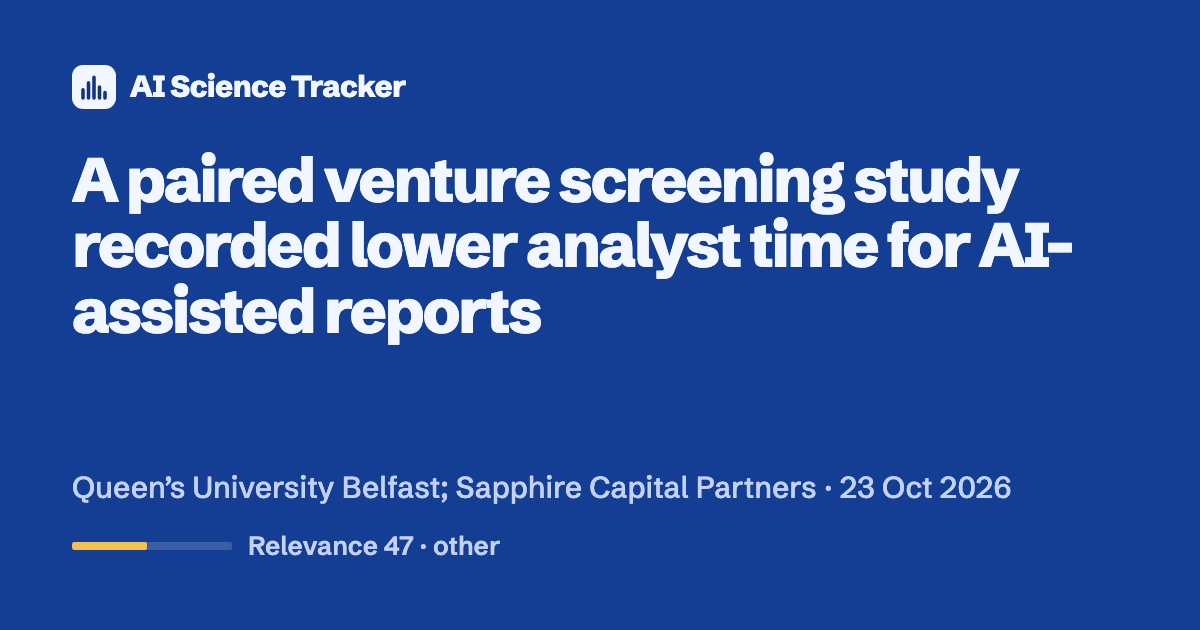 AI Science Tracker
A paired venture screening study
recorded lower analyst time for AI-
assisted reports
Queen’s University Belfast; Sapphire Capital Partners · 23 Oct 2026
Relevance 47 · other